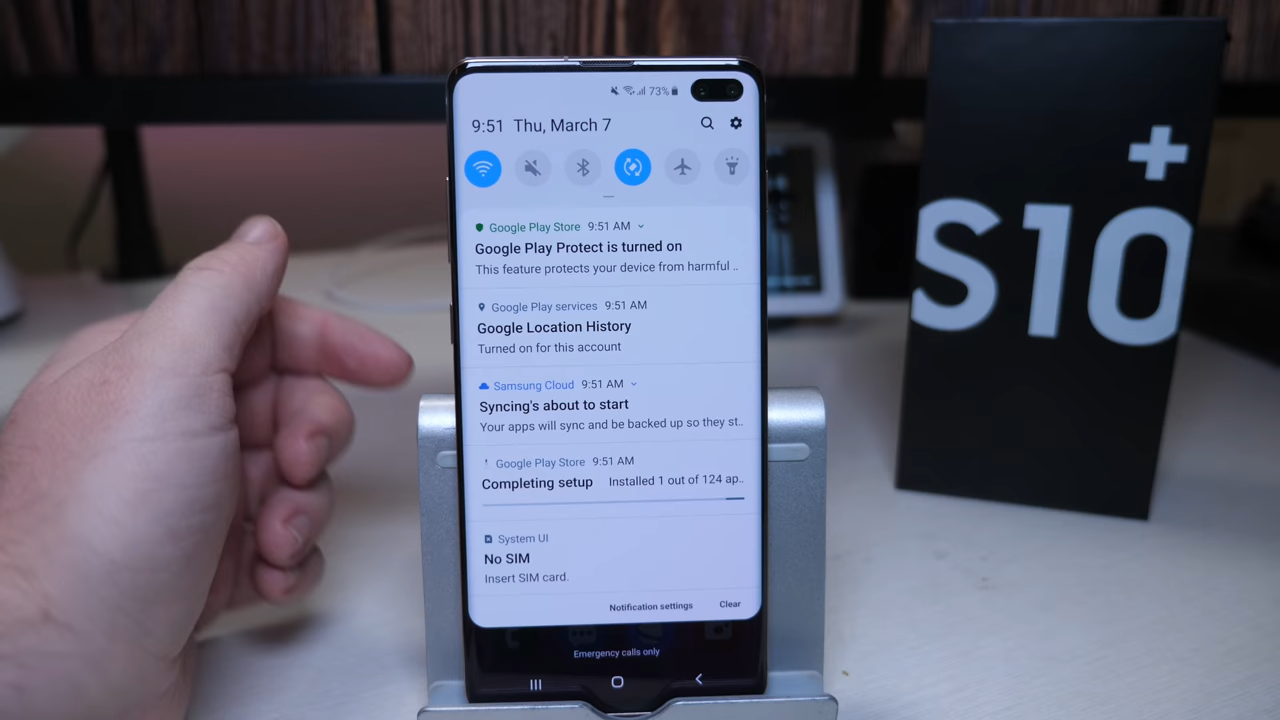 73%
9:51 Thu, March 7
Google Play Store 9:51 AM
Google Play Protect is turned on
This feature protects your device from harmful ..
Google Play services 9:51 AM
Google Location History
Turned on for this account
Samsung Cloud 9:51 AM
Syncing's about to start
Your apps will sync and be backed up so they st..
Google Play Store 9:51 AM
Completing setup Installed 1 out of 124 ap..
System UI
No SIM
Insert SIM card.
Notification settings Clear
Emergency calls only
S10+